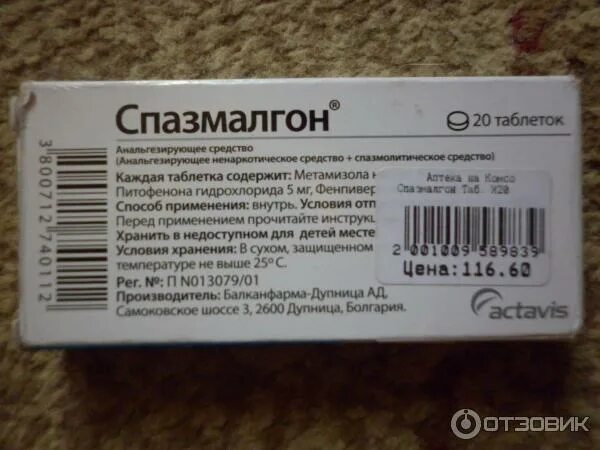 Спазмалгон®
20 таблеток
Анальгезирующее средство
(Анальгезирующее ненаркотическое средство + спазмолитическое средство)
Каждая таблетка содержит: Метамизола
Питофенона гидрохлорида 5 мг, Фенпивер
Способ применения: внутрь. Условия отп
Перед применением прочитайте инструкц
Хранить в недоступном для детей месте
Условия хранения: В сухом, защищенном
температуре не выше 25° С.
Рег. №: П N013079/01
Производитель: Балканфарма-Дупница АД,
Самоковское шоссе 3, 2600 Дупница, Болгария.
3800712740112
Аптека на Комсо
Спазмалгон Таб. N20
2 001009 589839
Цена:116.60
actavis
ОТЗОВИК